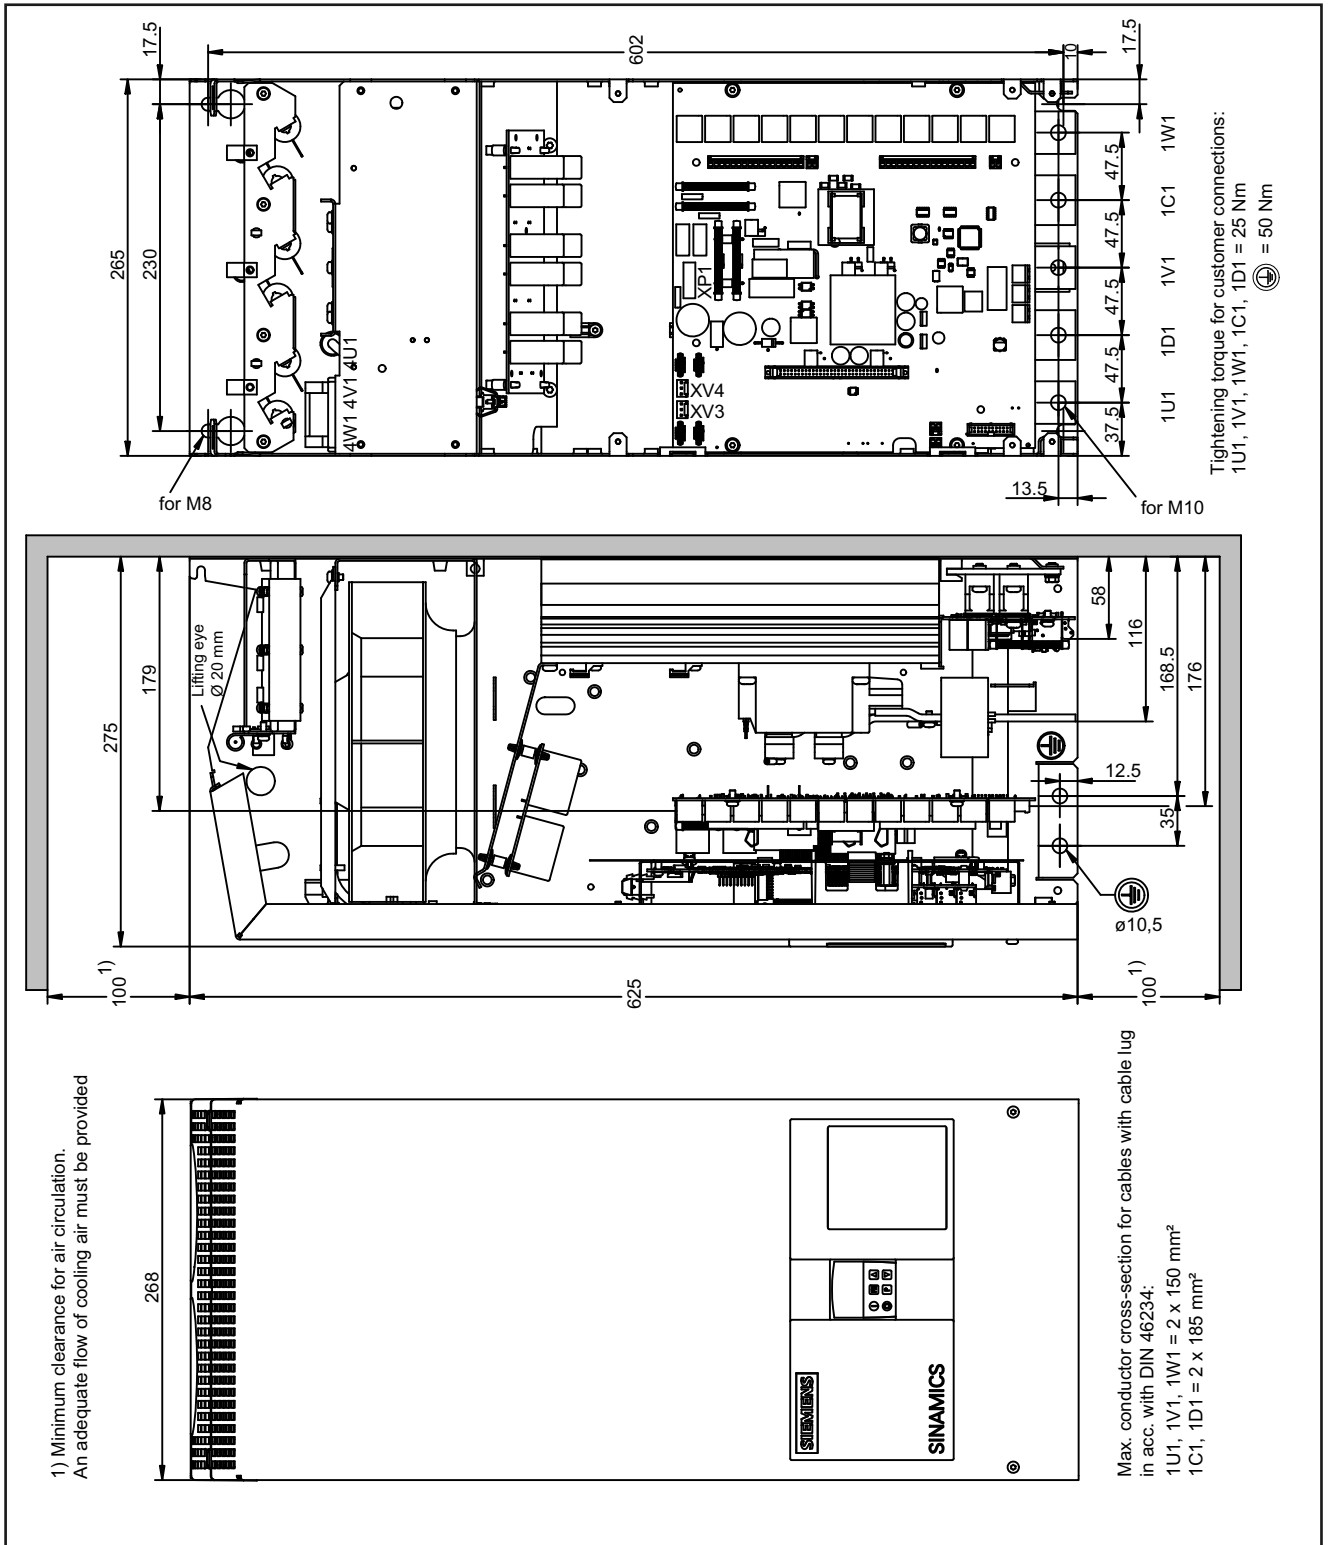 17.5
602
10
17.5
265
230
4W1 4V1 4U1
XP1
XV4
XV3
47.5
47.5
47.5
47.5
37.5
1W1
1C1
1V1
1D1
1U1
Tightening torque for customer connections:
1U1, 1V1, 1W1, 1C1, 1D1 = 25 Nm
= 50 Nm
for M8
13.5
for M10
275
179
Lifting eye
Ø 20 mm
58
116
168.5
176
12.5
35
ø10,5
100 1)
625
100 1)
1) Minimum clearance for air circulation.
An adequate flow of cooling air must be provided
268
SIEMENS
SINAMICS
P
Max. conductor cross-section for cables with cable lug
in acc. with DIN 46234:
1U1, 1V1, 1W1 = 2 x 150 mm²
1C1, 1D1 = 2 x 185 mm²